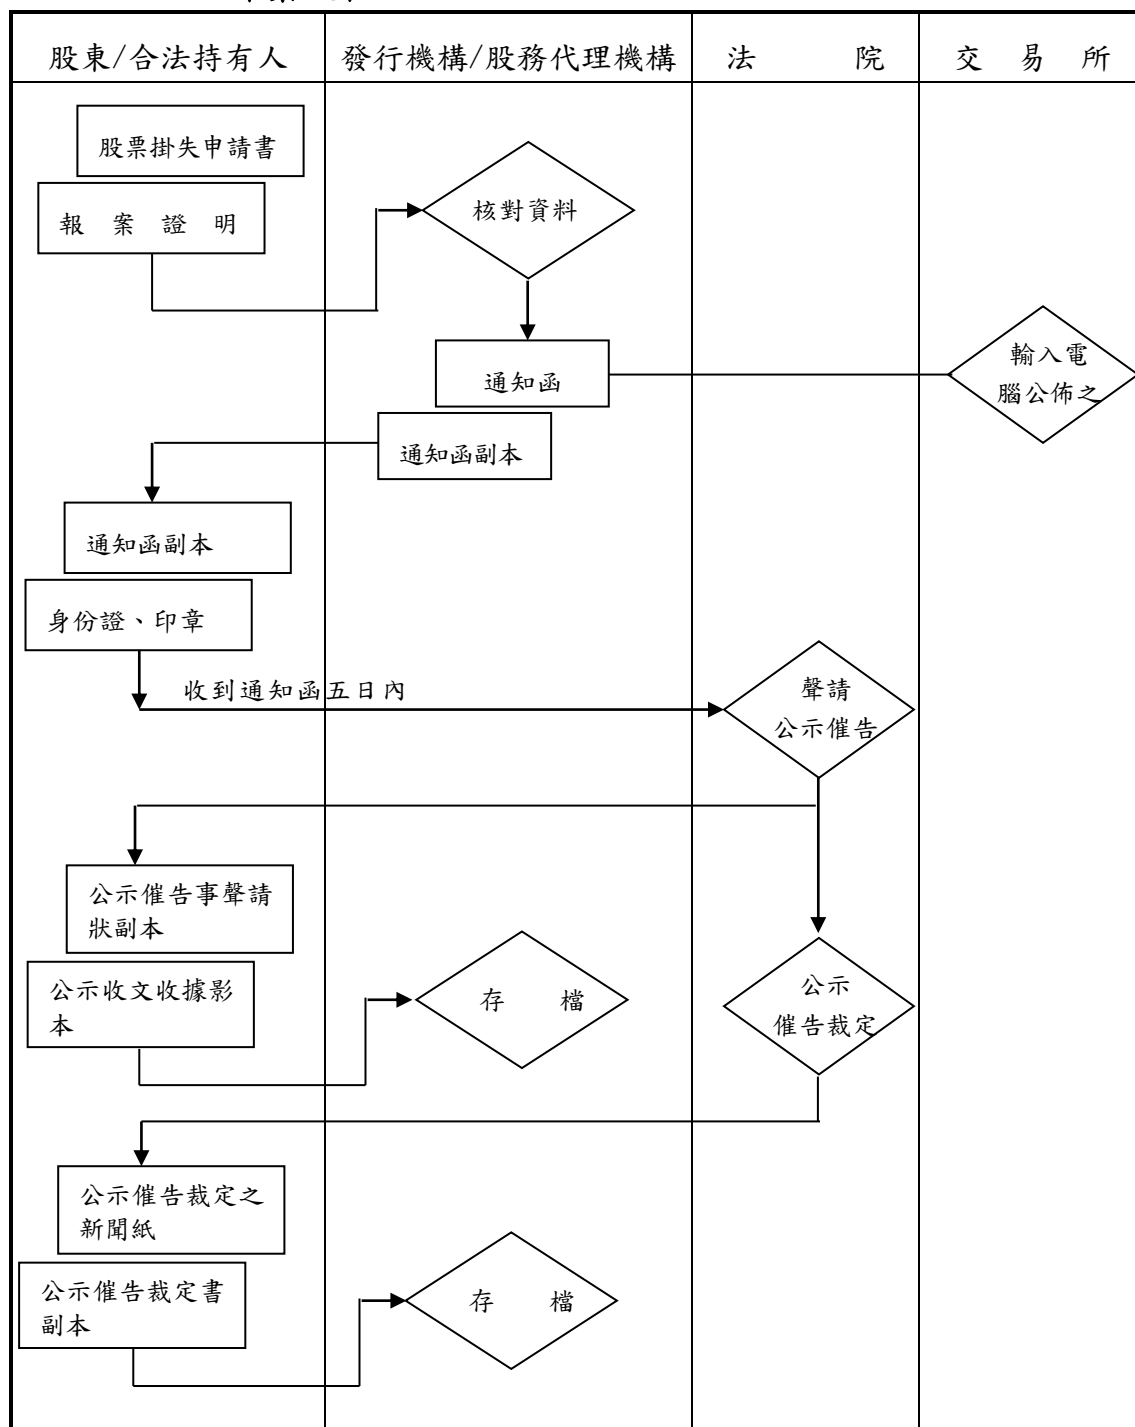 股東/合法持有人
發行機構/股務代理機構
法 院
交 易 所
股票掛失申請書
報 案 證 明
核對資料
通知函
輸入電
腦公佈之
通知函副本
通知函副本
身份證、印章
收到通知函五日內
聲請
公示催告
公示催告事聲請
狀副本
公示收文收據影
本
存 檔
公示
催告裁定
公示催告裁定之
新聞紙
公示催告裁定書
副本
存 檔